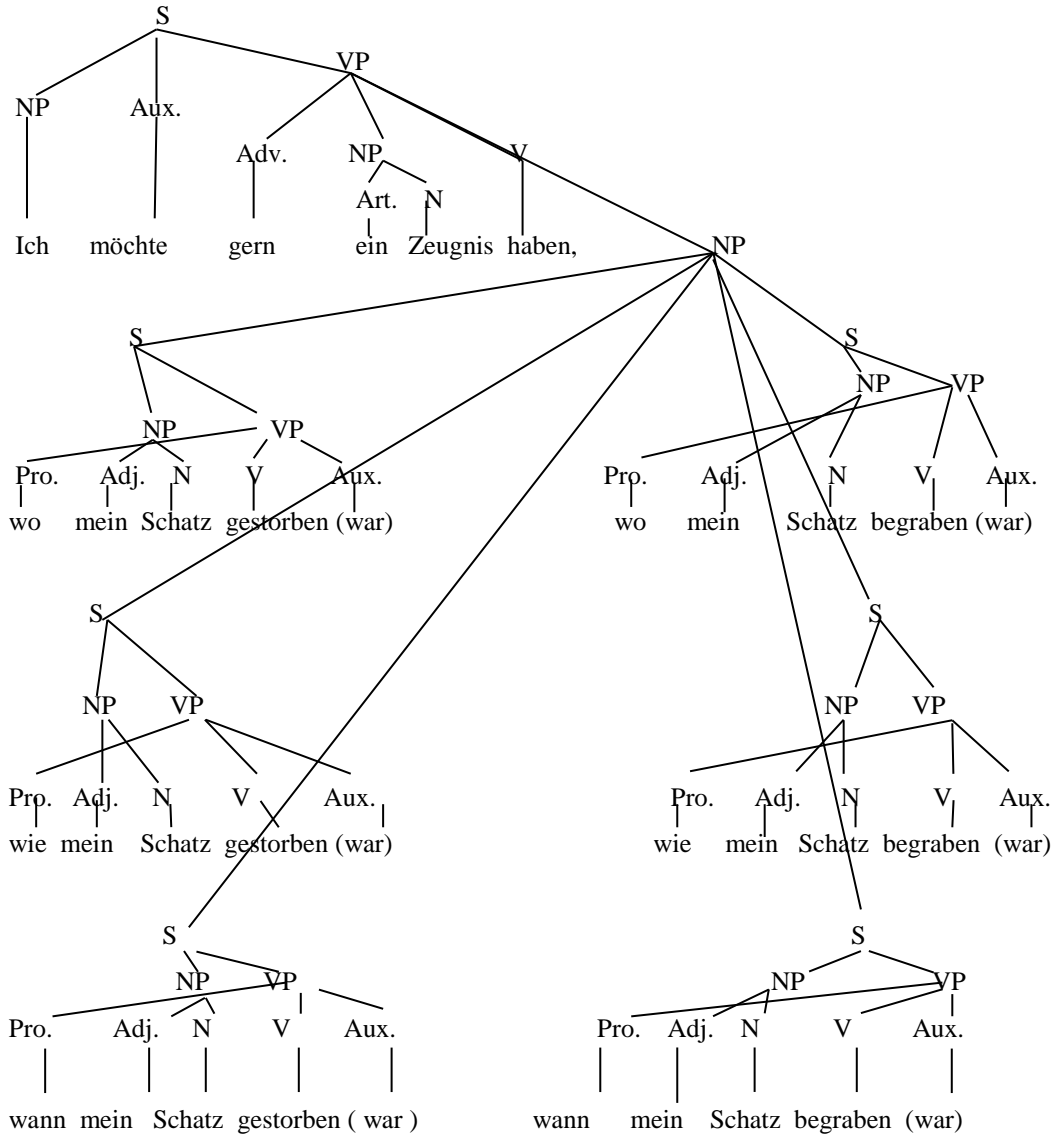 S
VP
NP Aux.
Adv. NP V
Art. N
Ich möchte gern ein Zeugnis haben,
NP
S S
NP VP
NP VP
Pro. Adj. N V Aux. Pro. Adj. N V Aux.
wo mein Schatz gestorben (war) wo mein Schatz begraben (war)
S S
NP VP NP VP
Pro. Adj. N V Aux. Pro. Adj. N V Aux.
wie mein Schatz gestorben (war) wie mein Schatz begraben (war)
S S
NP VP NP VP
Pro. Adj. N V Aux. Pro. Adj. N V Aux.
wann mein Schatz gestorben ( war ) wann mein Schatz begraben (war)